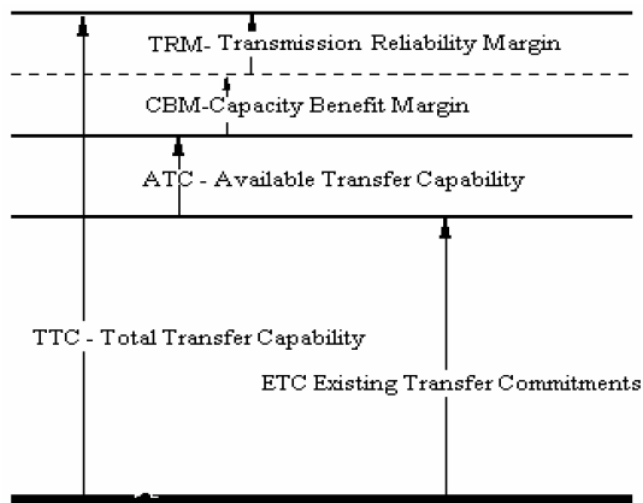 TRM- Transmission Reliability Margin
CBM-Capacity Benefit Margin
ATC - Available Transfer Capability
TTC - Total Transfer Capability
ETC Existing Transfer Commitments